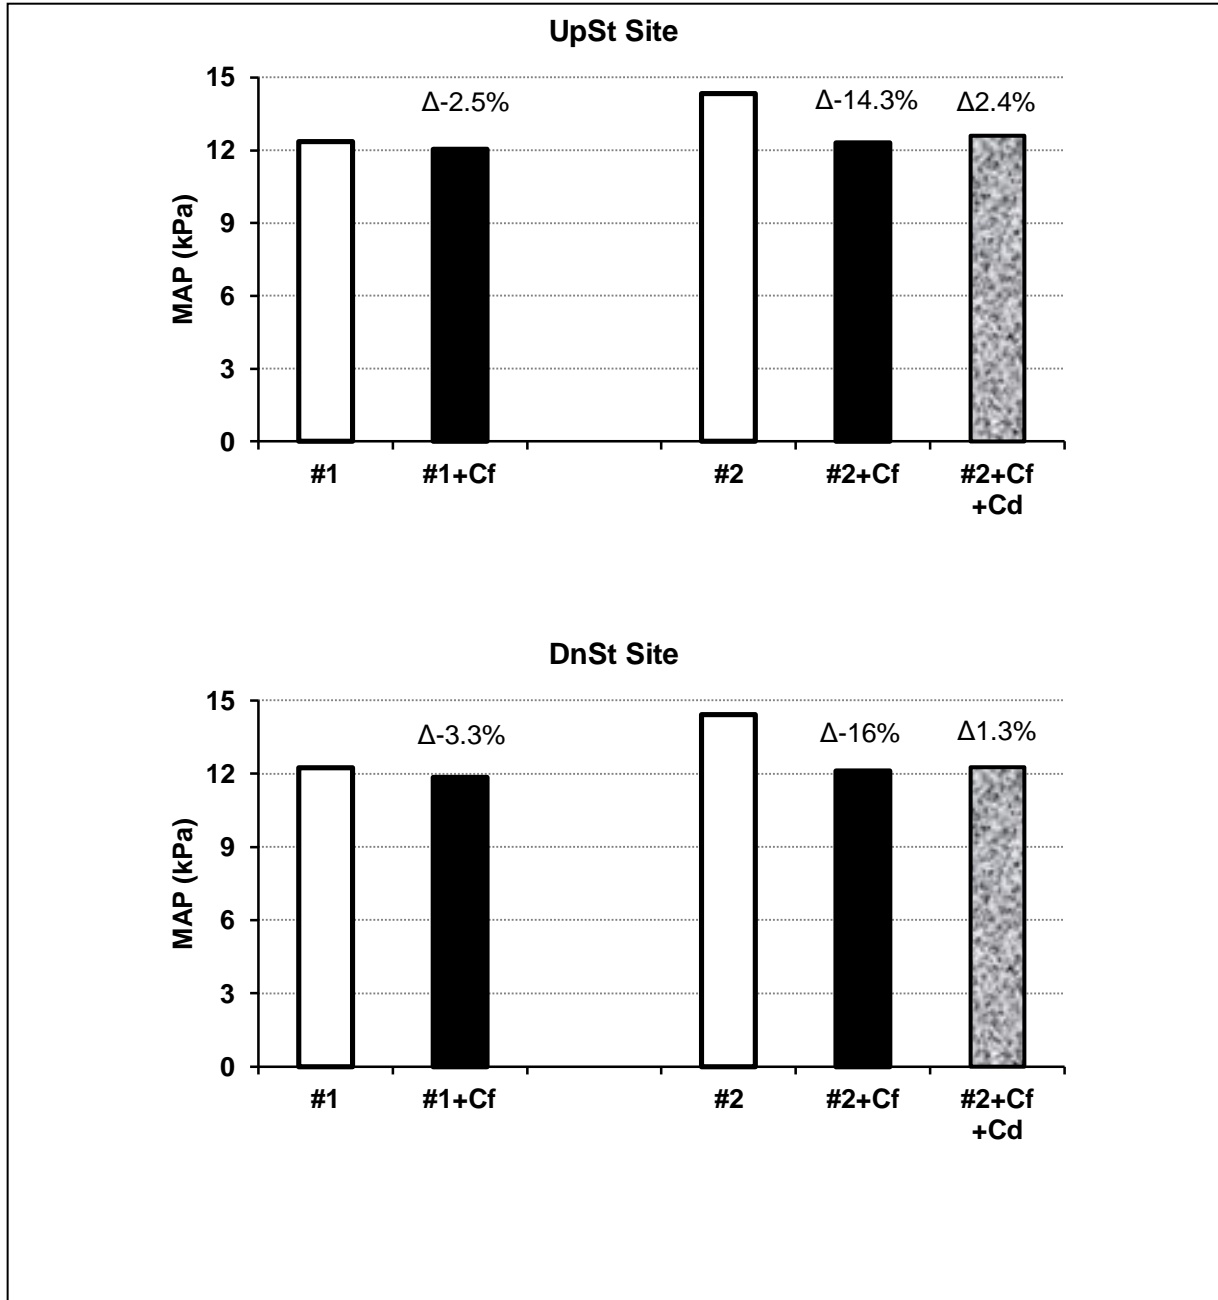 UpSt Site
15
12
9
6
3
0
MAP (kPa)
Δ-2.5%
Δ-14.3%
Δ2.4%
#1
#1+Cf
#2
#2+Cf
#2+Cf
+Cd
DnSt Site
15
12
9
6
3
0
MAP (kPa)
Δ-3.3%
Δ-16%
Δ1.3%
#1
#1+Cf
#2
#2+Cf
#2+Cf
+Cd